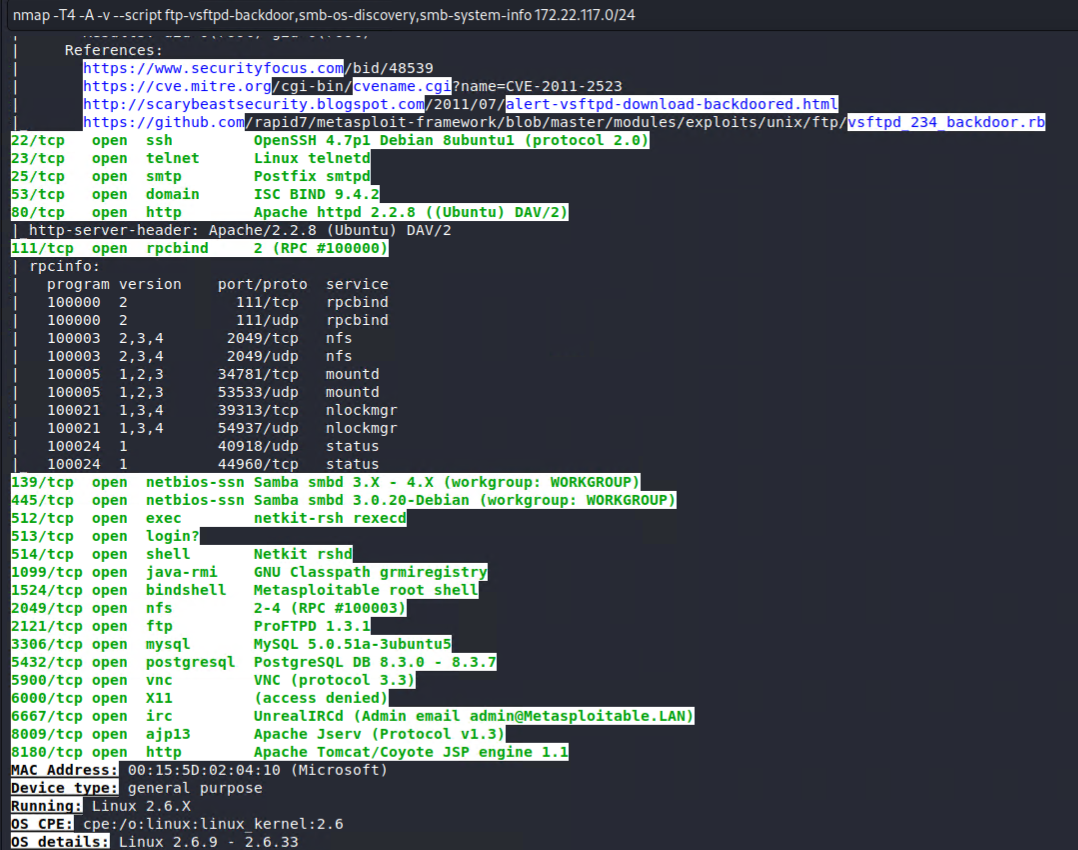 nmap -T4 -A -v --script ftp-vsftpd-backdoor,smb-os-discovery,smb-system-info 172.22.117.0/24
| References:
| https://www.securityfocus.com/bid/48539
| https://cve.mitre.org/cgi-bin/cvename.cgi?name=CVE-2011-2523
| http://scarybeastsecurity.blogspot.com/2011/07/alert-vsftpd-download-backdoored.html
|_ https://github.com/rapid7/metasploit-framework/blob/master/modules/exploits/unix/ftp/vsftpd_234_backdoor.rb
22/tcp open ssh OpenSSH 4.7p1 Debian 8ubuntu1 (protocol 2.0)
23/tcp open telnet Linux telnetd
25/tcp open smtp Postfix smtpd
53/tcp open domain ISC BIND 9.4.2
80/tcp open http Apache httpd 2.2.8 ((Ubuntu) DAV/2)
|_http-server-header: Apache/2.2.8 (Ubuntu) DAV/2
111/tcp open rpcbind 2 (RPC #100000)
| rpcinfo:
| program version port/proto service
| 100000 2 111/tcp rpcbind
| 100000 2 111/udp rpcbind
| 100003 2,3,4 2049/tcp nfs
| 100003 2,3,4 2049/udp nfs
| 100005 1,2,3 34781/tcp mountd
| 100005 1,2,3 53533/udp mountd
| 100021 1,3,4 39313/tcp nlockmgr
| 100021 1,3,4 54937/udp nlockmgr
| 100024 1 40918/udp status
|_ 100024 1 44960/tcp status
139/tcp open netbios-ssn Samba smbd 3.X - 4.X (workgroup: WORKGROUP)
445/tcp open netbios-ssn Samba smbd 3.0.20-Debian (workgroup: WORKGROUP)
512/tcp open exec netkit-rsh rexecd
513/tcp open login?
514/tcp open shell Netkit rshd
1099/tcp open java-rmi GNU Classpath grmiregistry
1524/tcp open bindshell Metasploitable root shell
2049/tcp open nfs 2-4 (RPC #100003)
2121/tcp open ftp ProFTPD 1.3.1
3306/tcp open mysql MySQL 5.0.51a-3ubuntu5
5432/tcp open postgresql PostgreSQL DB 8.3.0 - 8.3.7
5900/tcp open vnc VNC (protocol 3.3)
6000/tcp open X11 (access denied)
6667/tcp open irc UnrealIRCd (Admin email admin@Metasploitable.LAN)
8009/tcp open ajp13 Apache Jserv (Protocol v1.3)
8180/tcp open http Apache Tomcat/Coyote JSP engine 1.1
MAC Address: 00:15:5D:02:04:10 (Microsoft)
Device type: general purpose
Running: Linux 2.6.X
OS CPE: cpe:/o:linux:linux_kernel:2.6
OS details: Linux 2.6.9 - 2.6.33